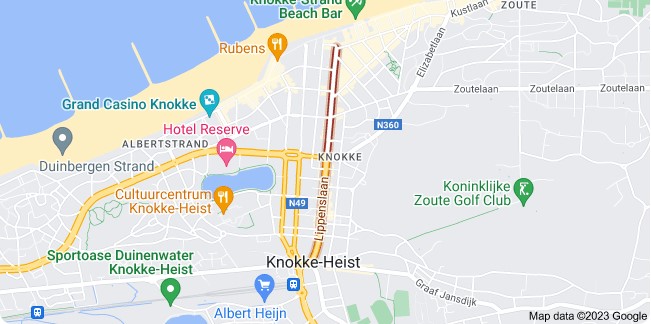 Knokke-Strand
Beach Bar
ZOUTE
Kustlaan
Rubens
Elizabetlaan
Zoutelaan
Zoutelaan
Grand Casino Knokke
N360
Hotel Reserve
ALBERTSTRAND
KNOKKE
Duinbergen Strand
Cultuurcentrum
Knokke-Heist
Koninklijke
Zoute Golf Club
N49
Lippenslaan
Sportoase Duinenwater
Knokke-Heist
Knokke-Heist
Graaf Jansdijk
Albert Heijn
Map data ©2023 Google